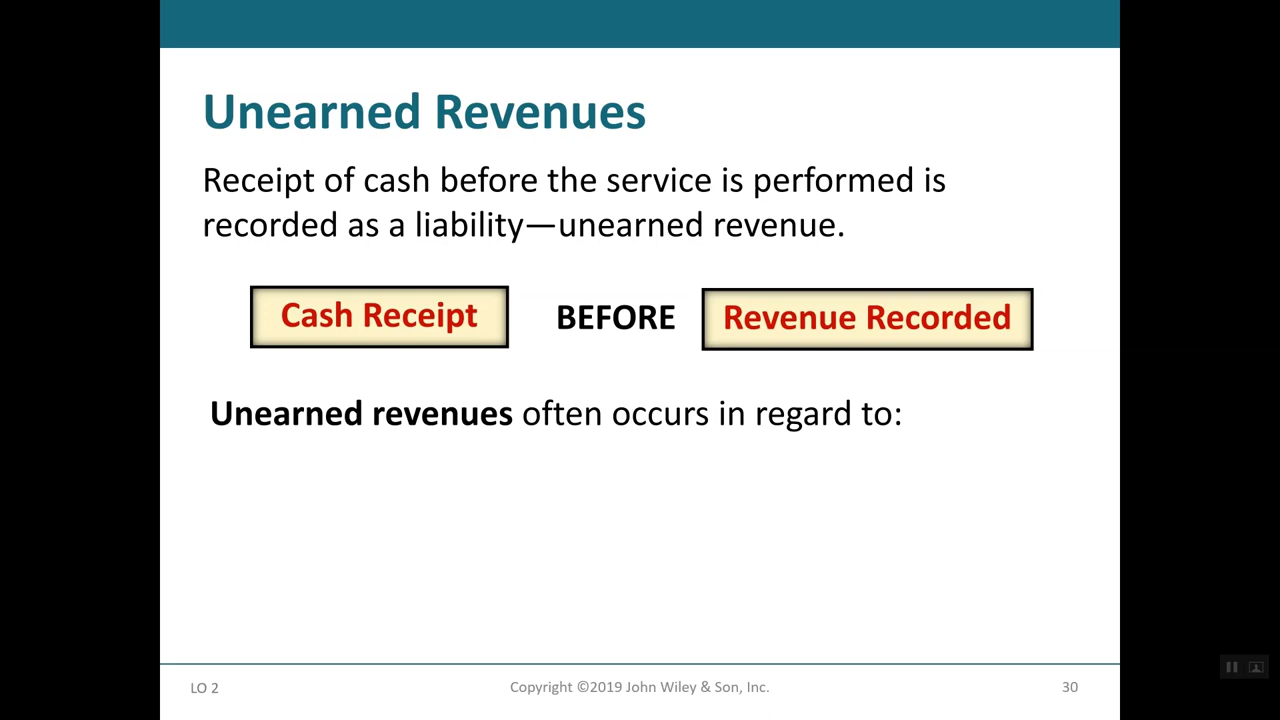 Unearned Revenues
Receipt of cash before the service is performed is
recorded as a liability—unearned revenue.
Cash Receipt BEFORE Revenue Recorded
Unearned revenues often occurs in regard to:
LO 2 Copyright ©2019 John Wiley & Son, Inc. 30